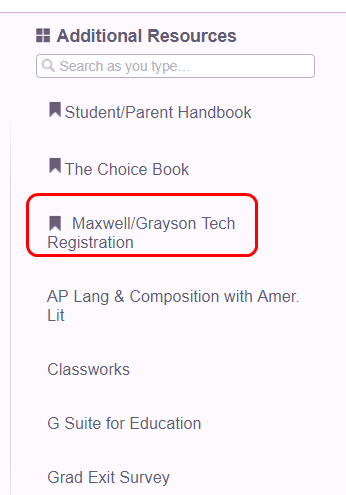 Additional Resources
Search as you type...
Student/Parent Handbook
The Choice Book
Maxwell/Grayson Tech
Registration
AP Lang & Composition with Amer.
Lit
Classworks
G Suite for Education
Grad Exit Survey